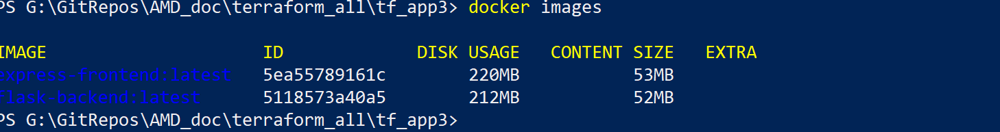 PS G:\GitRepos\AMD_doc\terraform_all\tf_app3> docker images
IMAGE ID DISK USAGE CONTENT SIZE EXTRA
express-frontend:latest 5ea55789161c 220MB 53MB
flask-backend:latest 5118573a40a5 212MB 52MB
PS G:\GitRepos\AMD_doc\terraform_all\tf_app3>